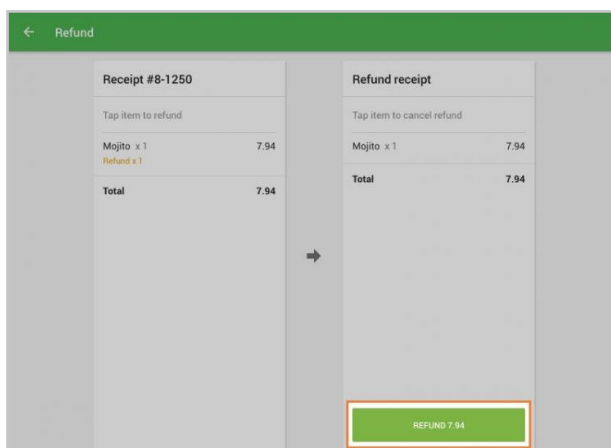 Refund
Receipt #8-1250
Tap item to refund
Mojito x 1 7.94
Refund x 1
Total 7.94
Refund receipt
Tap item to cancel refund
Mojito x 1 7.94
Total 7.94
REFUND 7.94